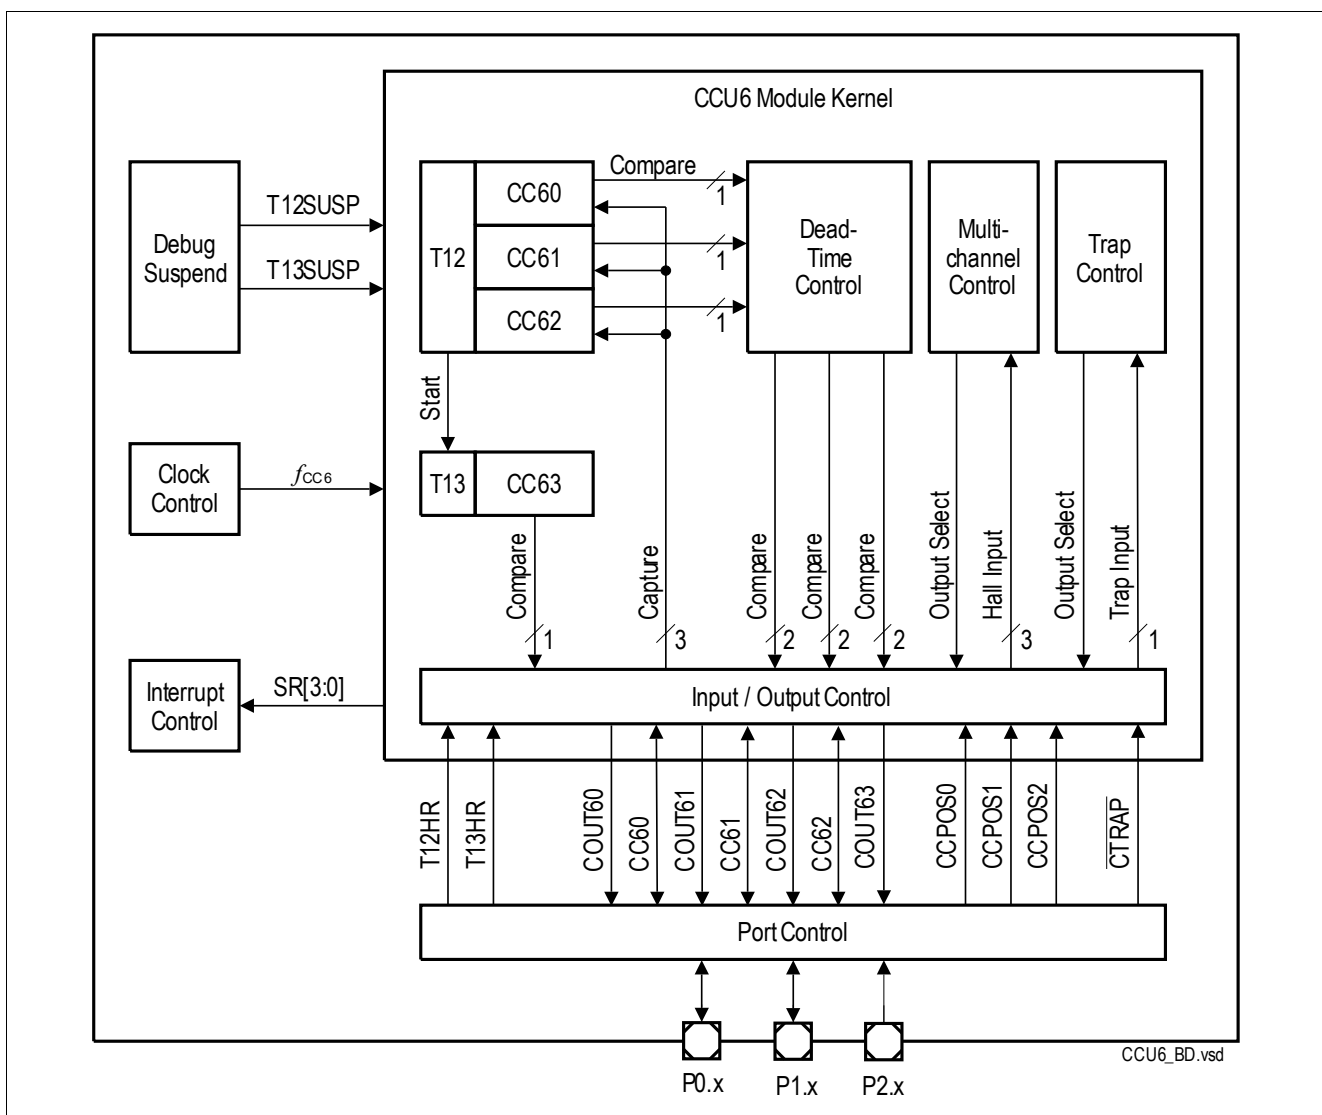 CCU6 Module Kernel
Debug
Suspend
T12SUSP
T13SUSP
T12
CC60
CC61
CC62
Compare
1
1
1
Dead-
Time
Control
Multi-
channel
Control
Trap
Control
Start
T13
CC63
Clock
Control
fCC6
Compare
1
Capture
3
Compare
2
Compare
2
Compare
2
Output Select
Hall Input
3
Output Select
Trap Input
1
Interrupt
Control
SR[3:0]
Input / Output Control
T12HR
T13HR
COUT60
CC60
COUT61
CC61
COUT62
CC62
COUT63
CCPOS0
CCPOS1
CCPOS2
CTRAP
Port Control
P0.x
P1.x
P2.x
CCU6_BD.vsd